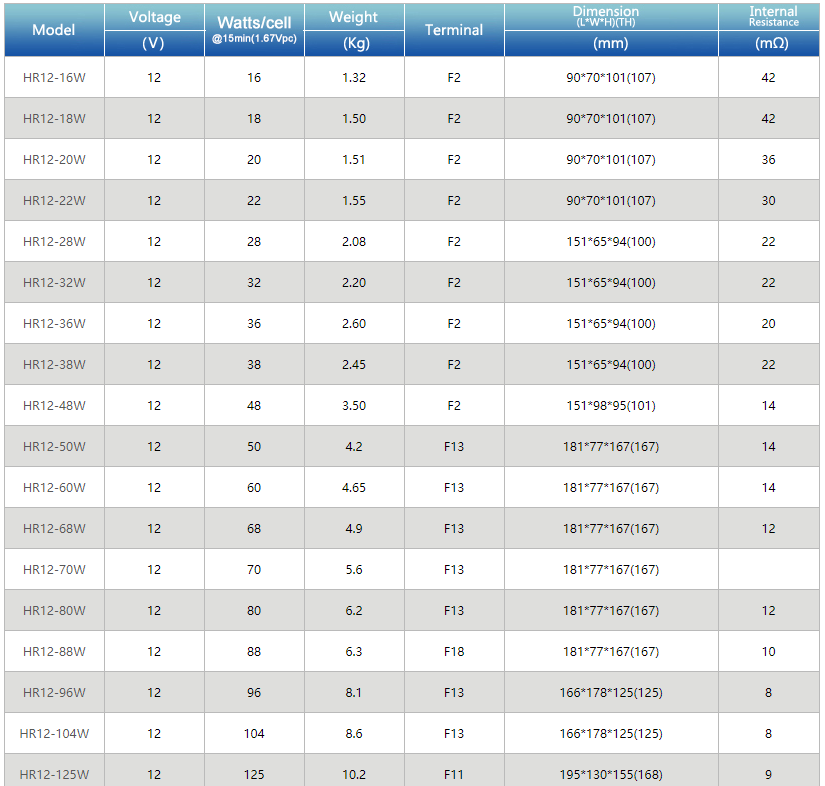 Model Voltage Watts/cell Weight Terminal Dimension Internal
(V) @15min(1.67Vpc) (Kg) (L*W*H)(TH) Resistance
(mm) (mΩ)
HR12-16W 12 16 1.32 F2 90*70*101(107) 42
HR12-18W 12 18 1.50 F2 90*70*101(107) 42
HR12-20W 12 20 1.51 F2 90*70*101(107) 36
HR12-22W 12 22 1.55 F2 90*70*101(107) 30
HR12-28W 12 28 2.08 F2 151*65*94(100) 22
HR12-32W 12 32 2.20 F2 151*65*94(100) 22
HR12-36W 12 36 2.60 F2 151*65*94(100) 20
HR12-38W 12 38 2.45 F2 151*65*94(100) 22
HR12-48W 12 48 3.50 F2 151*98*95(101) 14
HR12-50W 12 50 4.2 F13 181*77*167(167) 14
HR12-60W 12 60 4.65 F13 181*77*167(167) 14
HR12-68W 12 68 4.9 F13 181*77*167(167) 12
HR12-70W 12 70 5.6 F13 181*77*167(167)
HR12-80W 12 80 6.2 F13 181*77*167(167) 12
HR12-88W 12 88 6.3 F18 181*77*167(167) 10
HR12-96W 12 96 8.1 F13 166*178*125(125) 8
HR12-104W 12 104 8.6 F13 166*178*125(125) 8
HR12-125W 12 125 10.2 F11 195*130*155(168) 9